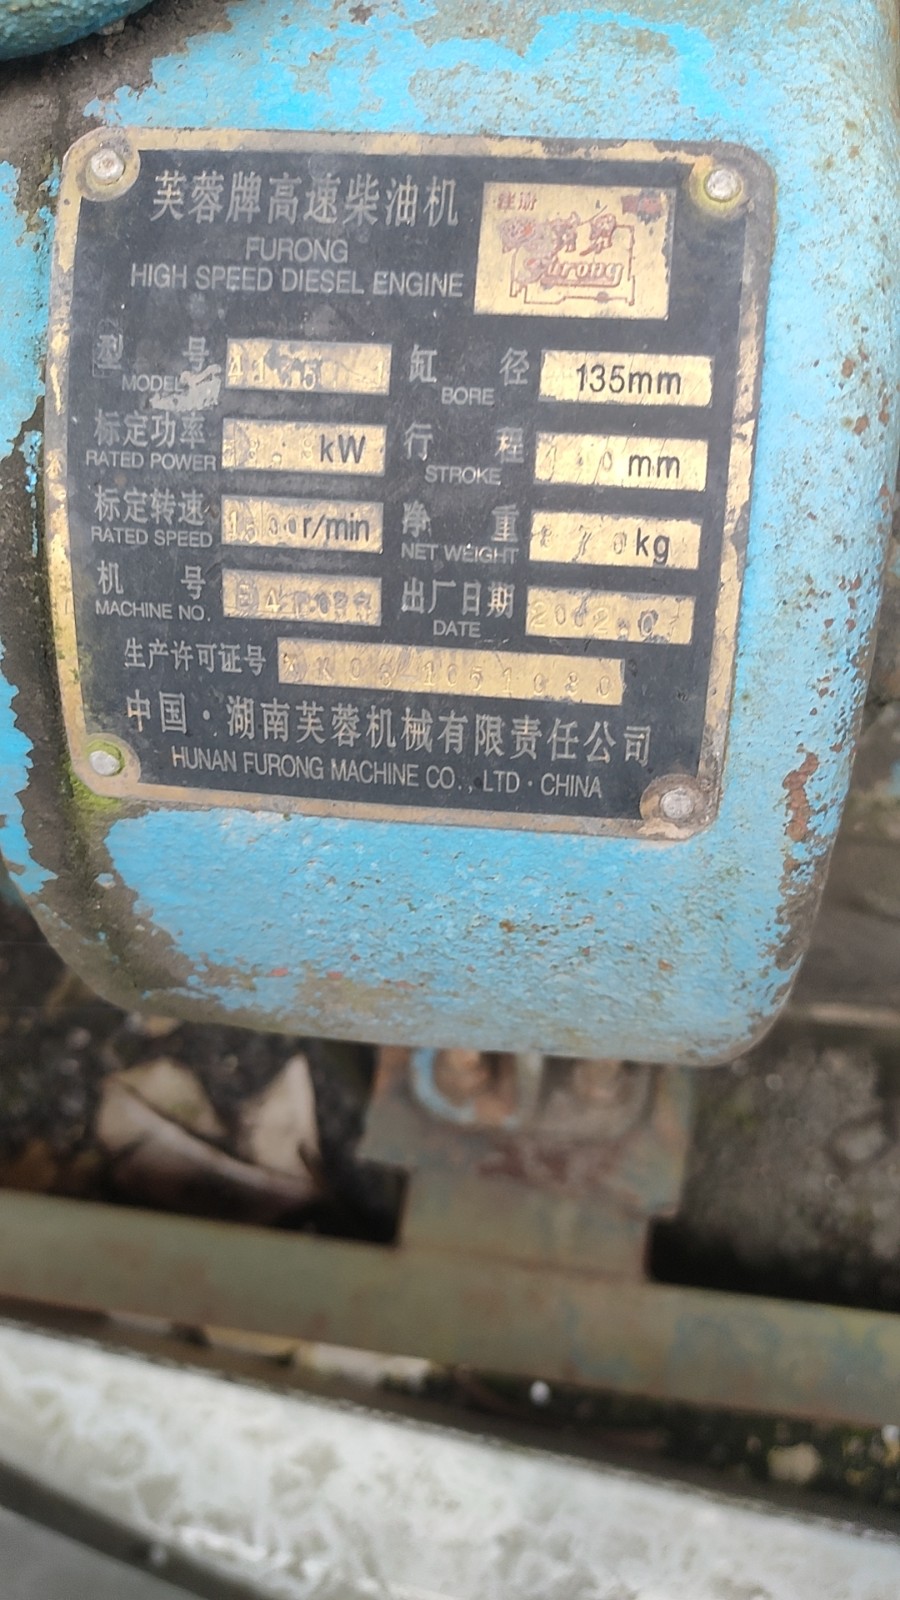 芙蓉牌高速柴油机
FURONG
HIGH SPEED DIESEL ENGINE
注册
Furong
型号
MODEL
缸径 135mm
BORE
标定功率 kW
RATED POWER
行程 mm
STROKE
标定转速 r/min
RATED SPEED
净重 kg
NET WEIGHT
机号
MACHINE NO.
出厂日期
DATE
生产许可证号
中国·湖南芙蓉机械有限责任公司
HUNAN FURONG MACHINE CO., LTD·CHINA